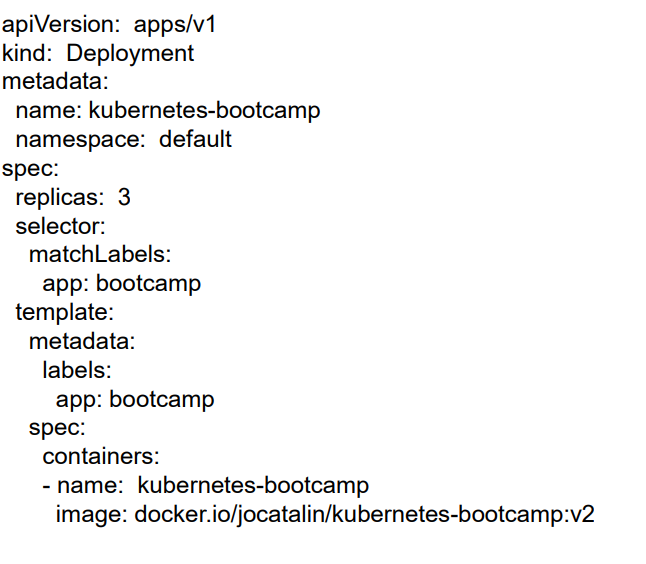 apiVersion:  apps/v1
kind:  Deployment
metadata:
  name: kubernetes-bootcamp
  namespace:  default
spec:
  replicas:  3
  selector:
    matchLabels:
      app: bootcamp
  template:
    metadata:
      labels:
        app: bootcamp
    spec:
      containers:
      - name:  kubernetes-bootcamp
        image: docker.io/jocatalin/kubernetes-bootcamp:v2